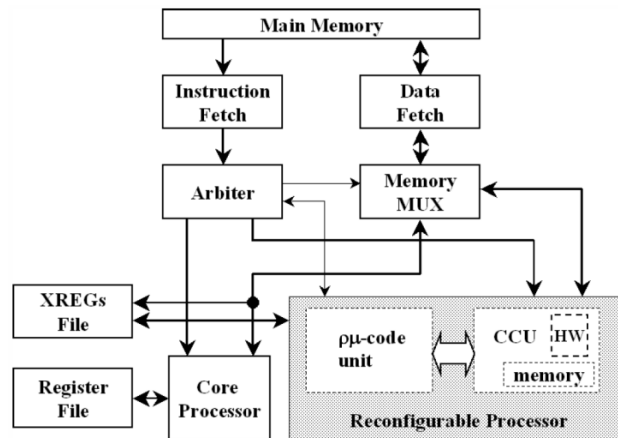 Main Memory
Instruction
Fetch
Data
Fetch
Arbiter
Memory
MUX
XREGs
File
ρμ-code
unit
CCU
HW
memory
Register
File
Core
Processor
Reconfigurable Processor